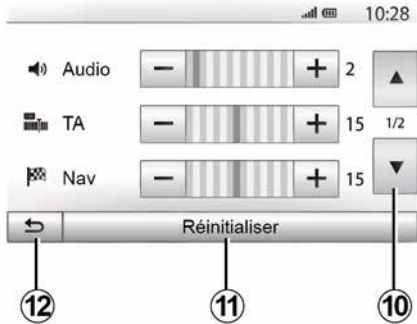 10:28
Audio − + 2 ▲
TA − + 15 1/2
Nav − + 15 ▼
Réinitialiser
12 11 10